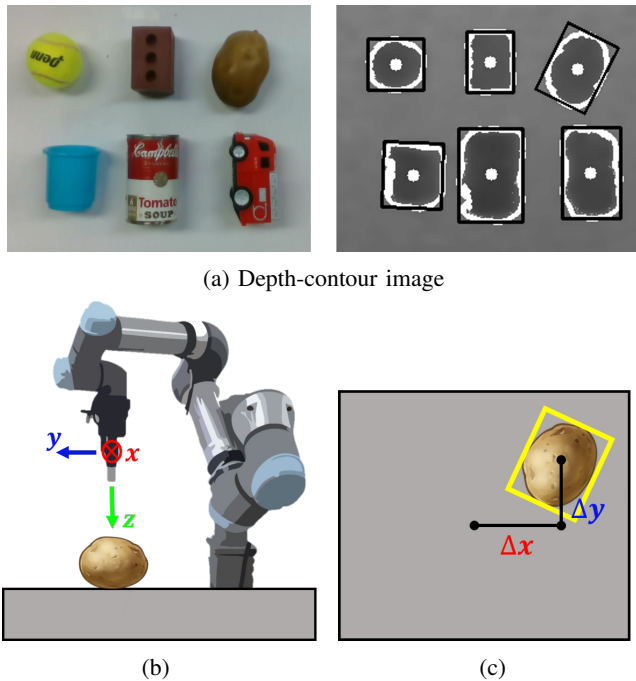 Penn
Campbell's
Tomato
SOUP
(a) Depth-contour image
y
x
z
Δy
Δx
(b)
(c)